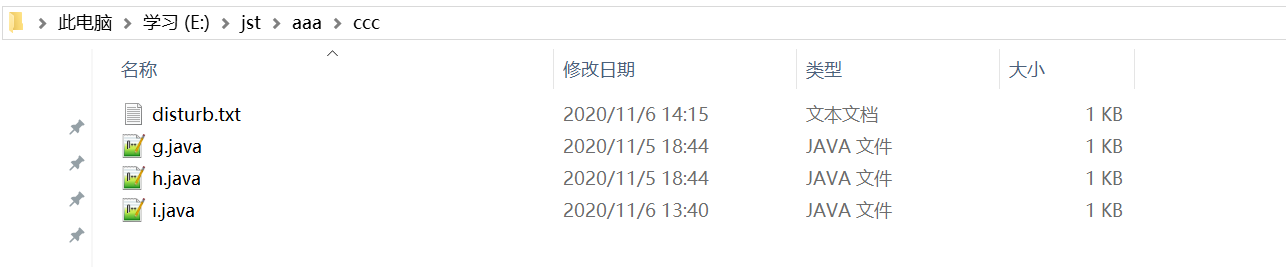 此电脑 > 学习 (E:) > jst > aaa > ccc
名称 修改日期 类型 大小
disturb.txt 2020/11/6 14:15 文本文档 1 KB
g.java 2020/11/5 18:44 JAVA 文件 1 KB
h.java 2020/11/5 18:44 JAVA 文件 1 KB
i.java 2020/11/6 13:40 JAVA 文件 1 KB